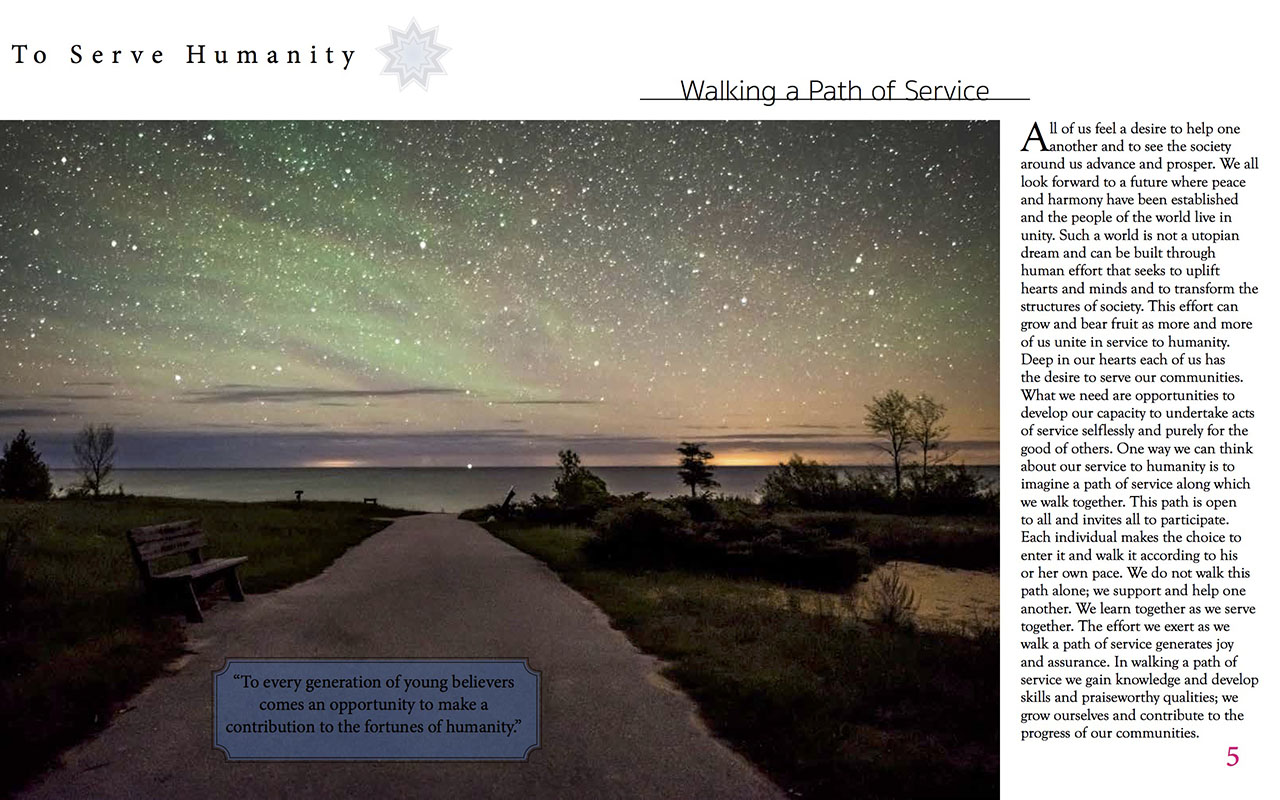 To Serve Humanity
Walking a Path of Service
All of us feel a desire to help one
another and to see the society
around us advance and prosper. We all
look forward to a future where peace
and harmony have been established
and the people of the world live in
unity. Such a world is not a utopian
dream and can be built through
human effort that seeks to uplift
hearts and minds and to transform the
structures of society. This effort can
grow and bear fruit as more and more
of us unite in service to humanity.
Deep in our hearts each of us has
the desire to serve our communities.
What we need are opportunities to
develop our capacity to undertake acts
of service selflessly and purely for the
good of others. One way we can think
about our service to humanity is to
imagine a path of service along which
we walk together. This path is open
to all and invites all to participate.
Each individual makes the choice to
enter it and walk it according to his
or her own pace. We do not walk this
path alone; we support and help one
another. We learn together as we serve
together. The effort we exert as we
walk a path of service generates joy
and assurance. In walking a path of
service we gain knowledge and develop
skills and praiseworthy qualities; we
grow ourselves and contribute to the
progress of our communities.
“To every generation of young believers
comes an opportunity to make a
contribution to the fortunes of humanity.”
5